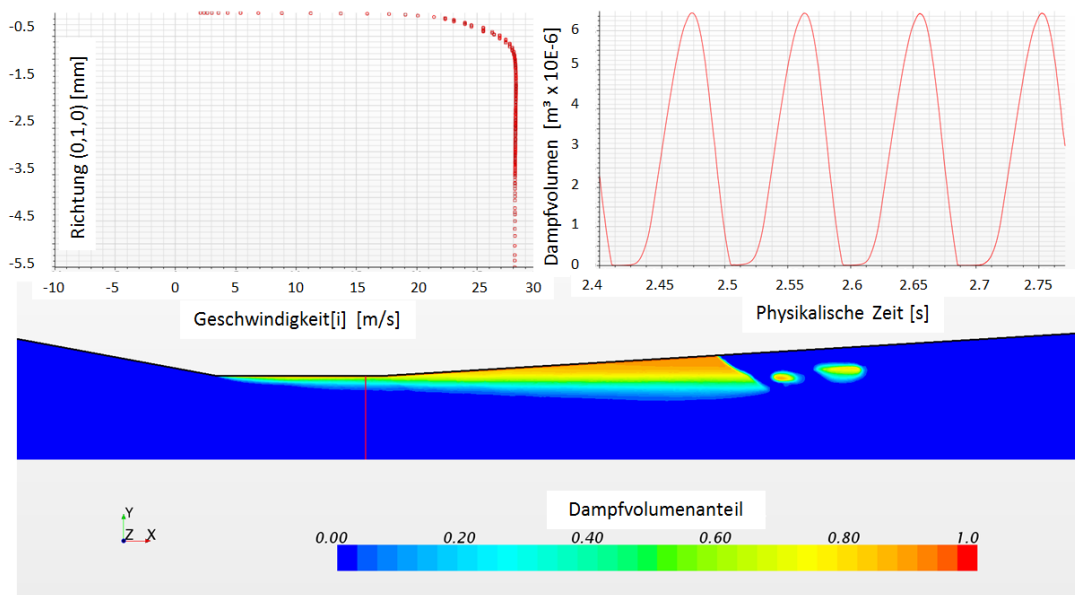 -0.5
-1.5
-2.5
-3.5
-4.5
-5.5
Richtung (0,1,0) [mm]
-10 -5 0 5 10 15 20 25 30
Geschwindigkeit[i] [m/s]
6
5
4
3
2
1
0
Dampfvolumen [m³ x 10E-6]
2.4 2.45 2.5 2.55 2.6 2.65 2.7 2.75
Physikalische Zeit [s]
Y
Z X
Dampfvolumenanteil
0.00 0.20 0.40 0.60 0.80 1.0